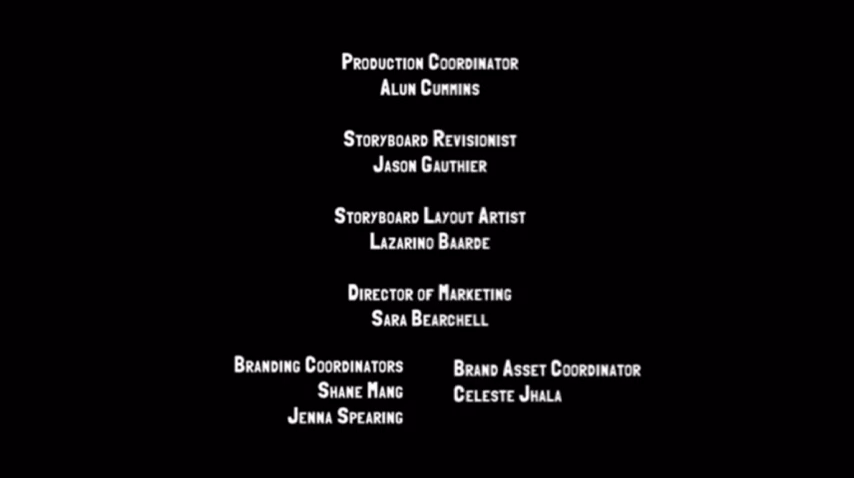 Production Coordinator
Alun Cummins
Storyboard Revisionist
Jason Gauthier
Storyboard Layout Artist
Lazarino Baarde
Director of Marketing
Sara Bearchell
Branding Coordinators
Shane Mang
Jenna Spearing
Brand Asset Coordinator
Celeste Jhala